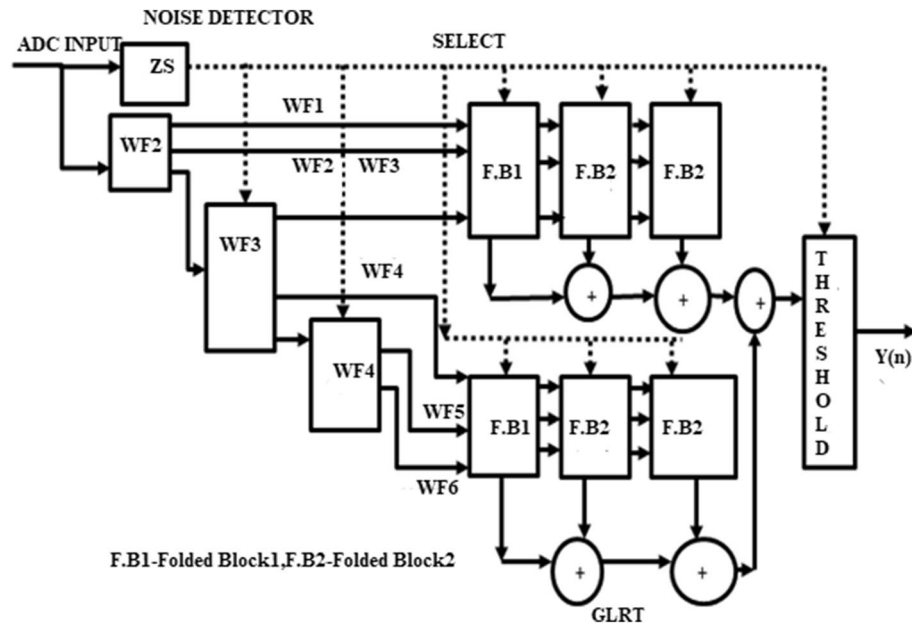 NOISE DETECTOR
ADC INPUT
SELECT
ZS
WF1
WF2
WF2
WF3
F.B1
F.B2
F.B2
WF3
WF4
THRESHOLD
+
+
+
Y(n)
WF4
WF5
F.B1
F.B2
F.B2
WF6
F.B1-Folded Block1,F.B2-Folded Block2
+
+
GLRT